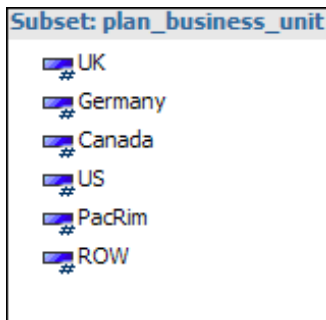 Subset: plan_business_unit
UK
Germany
Canada
US
PacRim
ROW